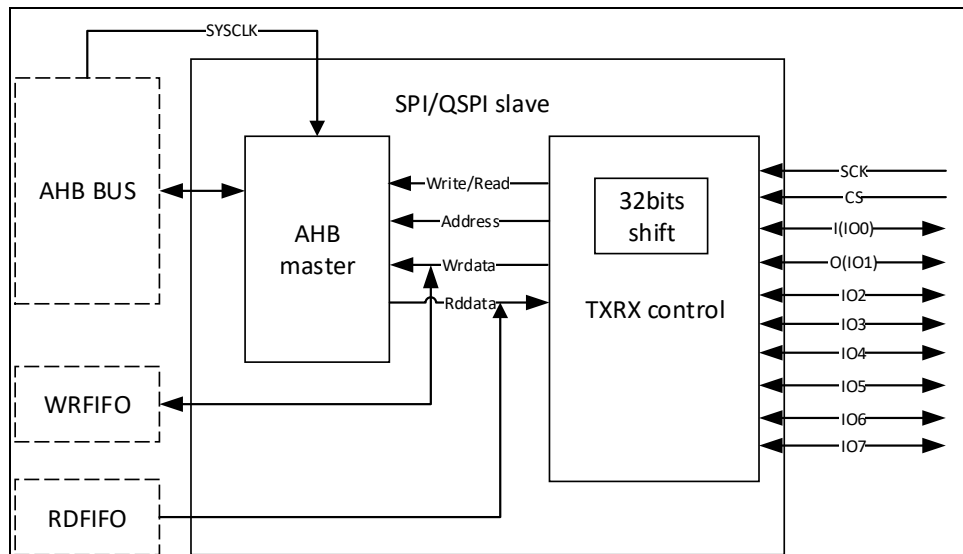 SYSCLK
SPI/QSPI slave
AHB BUS
AHB
master
Write/Read
Address
Wrdata
Rddata
32bits
shift
TXRX control
SCK
CS
I(IO0)
O(IO1)
IO2
IO3
IO4
IO5
IO6
IO7
WRFIFO
RDFIFO